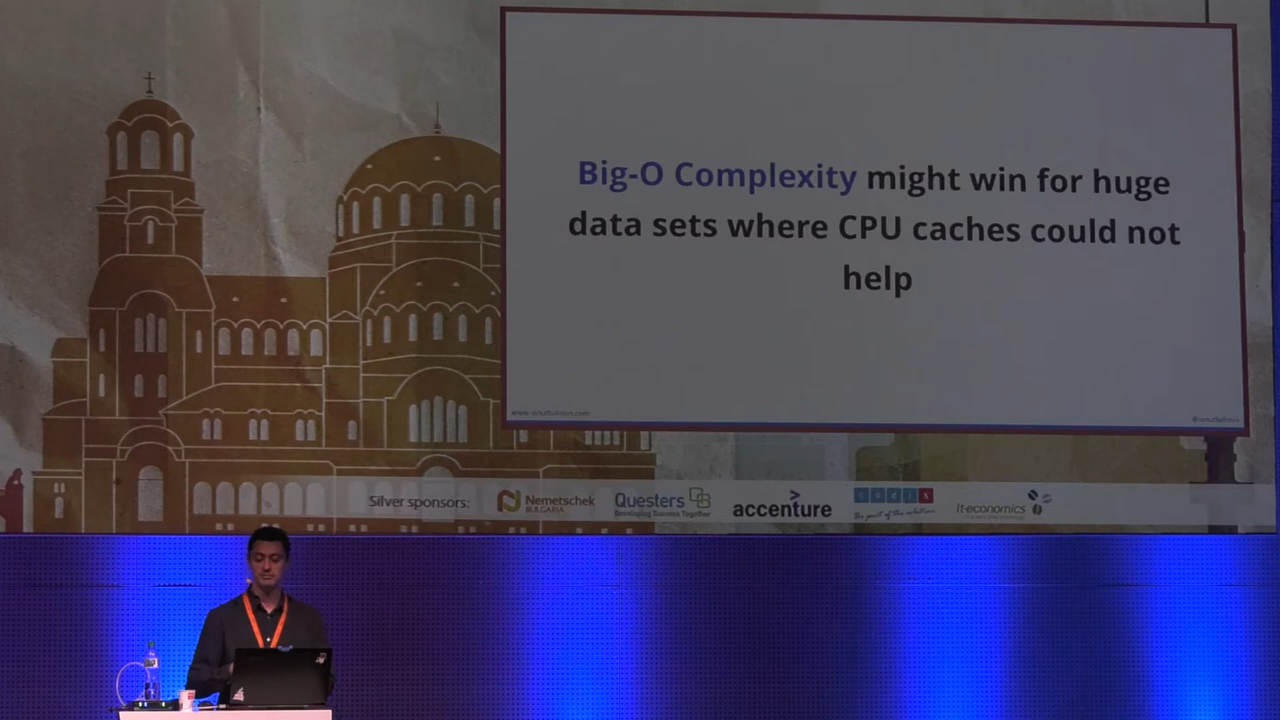 Big-O Complexity might win for huge
data sets where CPU caches could not
help
Silver sponsors:
Nemetschek
BULGARIA
Questers
Developing Success Together
accenture
It-economics